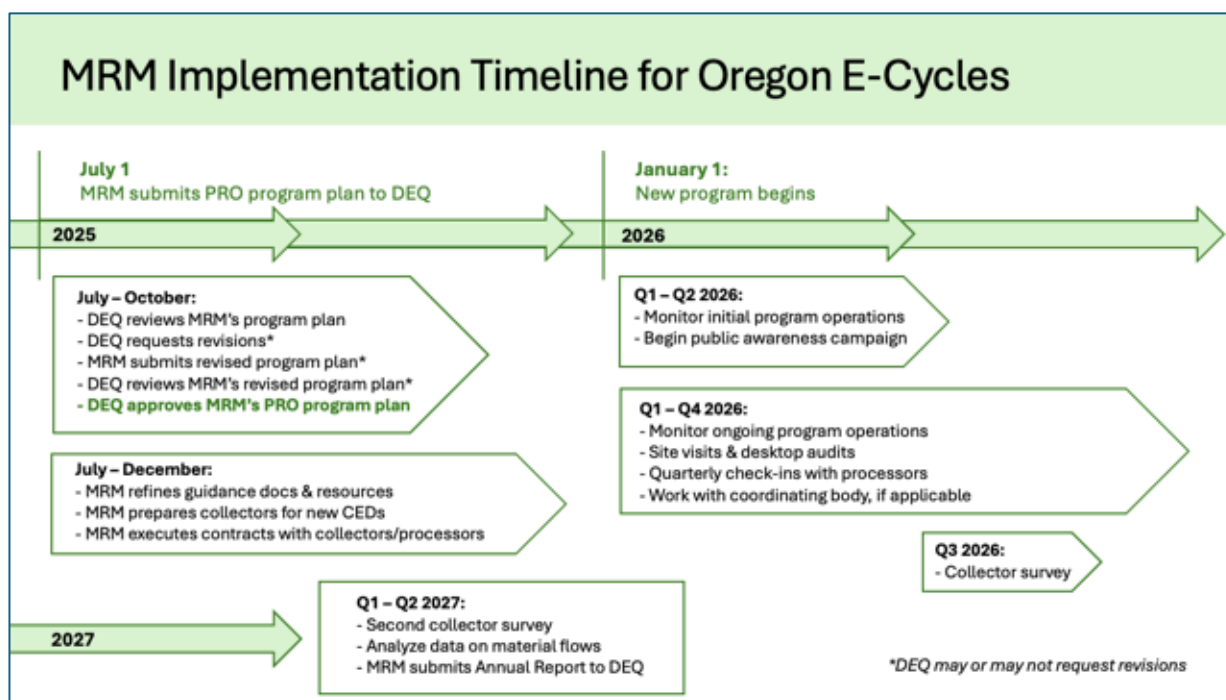 MRM Implementation Timeline for Oregon E-Cycles
July 1
MRM submits PRO program plan to DEQ
January 1:
New program begins
2025
2026
July – October:
- DEQ reviews MRM's program plan
- DEQ requests revisions*
- MRM submits revised program plan*
- DEQ reviews MRM's revised program plan*
- DEQ approves MRM's PRO program plan
Q1 – Q2 2026:
- Monitor initial program operations
- Begin public awareness campaign
July – December:
- MRM refines guidance docs & resources
- MRM prepares collectors for new CEDs
- MRM executes contracts with collectors/processors
Q1 – Q4 2026:
- Monitor ongoing program operations
- Site visits & desktop audits
- Quarterly check-ins with processors
- Work with coordinating body, if applicable
Q3 2026:
- Collector survey
2027
Q1 – Q2 2027:
- Second collector survey
- Analyze data on material flows
- MRM submits Annual Report to DEQ
*DEQ may or may not request revisions